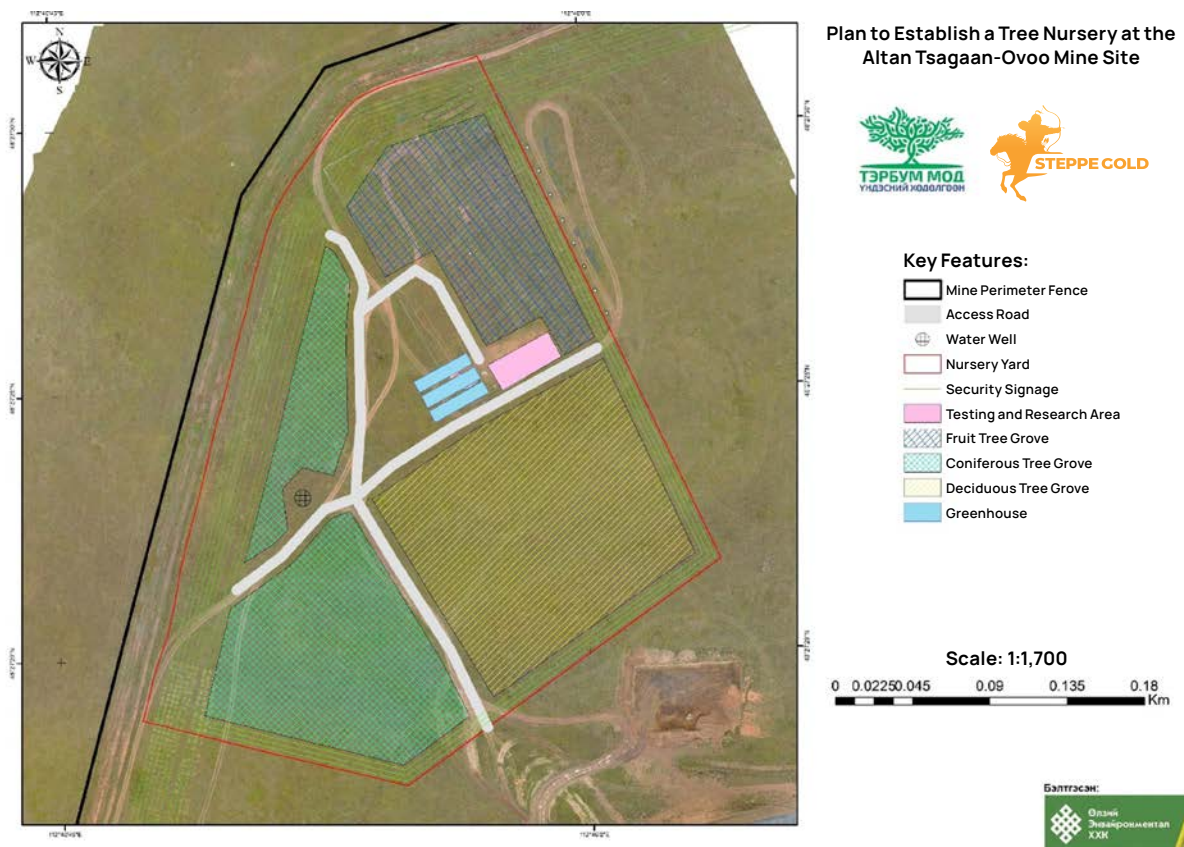 Plan to Establish a Tree Nursery at the
Altan Tsagaan-Ovoo Mine Site
N
W
E
S
ТЭРБУМ МОД
ҮНДЭСНИЙ ХӨДӨЛГӨӨН
STEPPE GOLD
Key Features:
Mine Perimeter Fence
Access Road
Water Well
Nursery Yard
Security Signage
Testing and Research Area
Fruit Tree Grove
Coniferous Tree Grove
Deciduous Tree Grove
Greenhouse
Scale: 1:1,700
0 0.0225 0.045 0.09 0.135 0.18
Km
Бэлтгэсэн:
Өлзий
Энвайронментал
ХХК